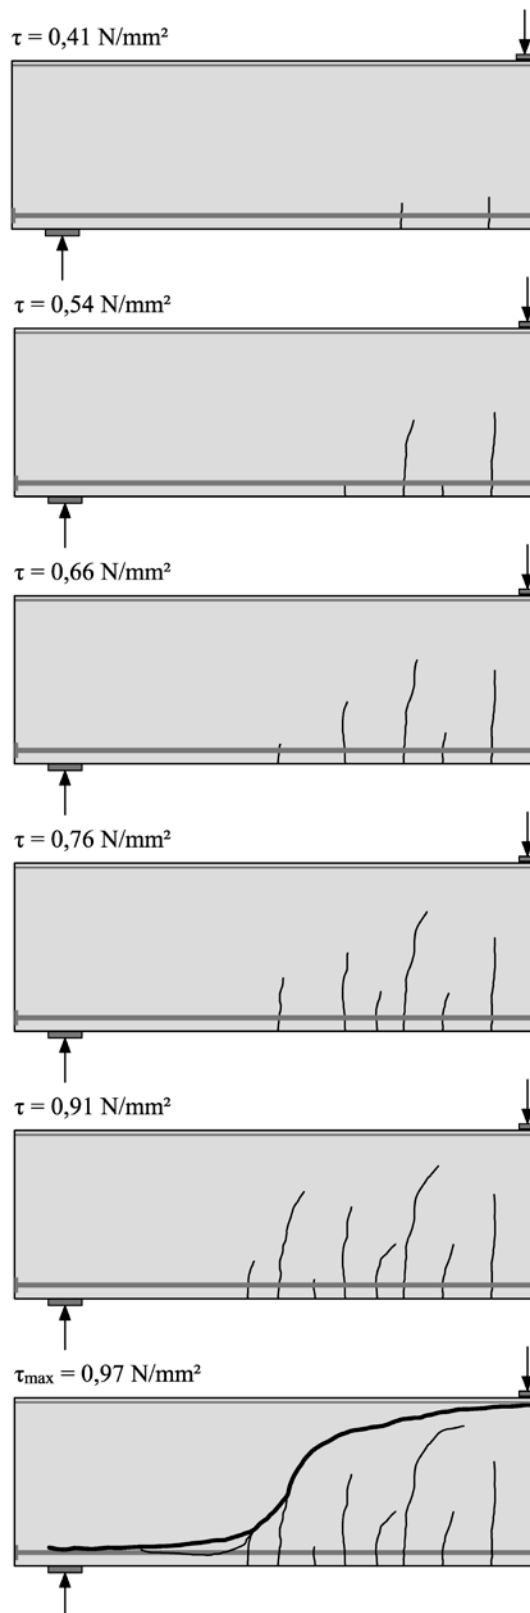 τ = 0,41 N/mm²
τ = 0,54 N/mm²
τ = 0,66 N/mm²
τ = 0,76 N/mm²
τ = 0,91 N/mm²
τmax = 0,97 N/mm²